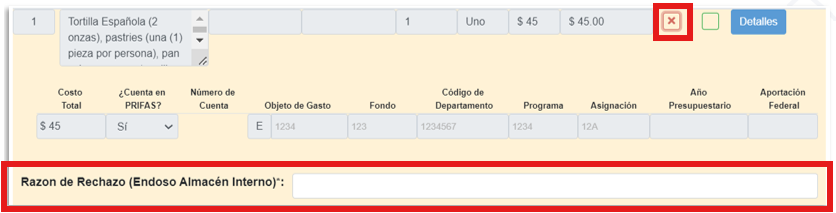 1 Tortilla Española (2 1 Uno $ 45 $ 45.00 Detalles
onzas), pastries (una (1)
pieza por persona), pan
Costo Total ¿Cuenta en PRIFAS? Número de Cuenta Objeto de Gasto Fondo Código de Departamento Programa Asignación Año Presupuestario Aportación Federal
$ 45 Sí E 1234 123 1234567 1234 12A
Razon de Rechazo (Endoso Almacén Interno)*: